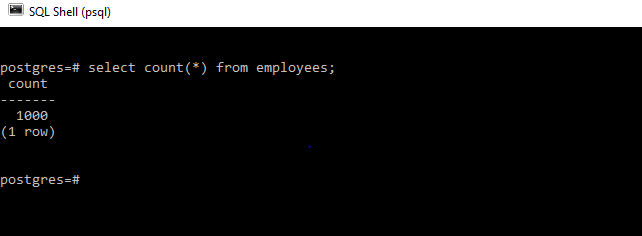 SQL Shell (psql)
postgres=# select count(*) from employees;
 count
-------
  1000
(1 row)
postgres=#